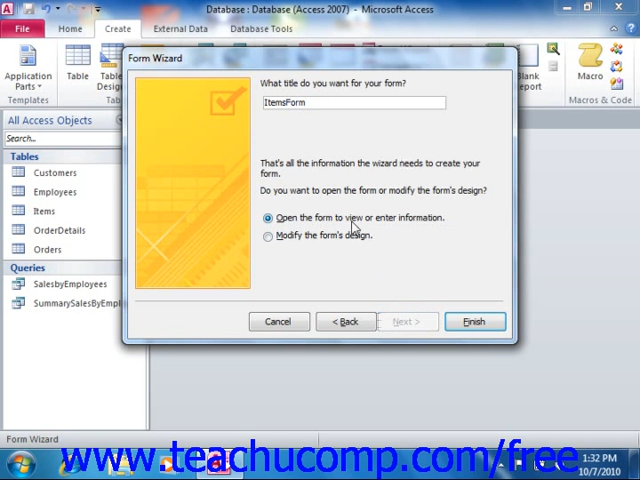 Database : Database (Access 2007) - Microsoft Access
File Home Create External Data Database Tools
Application Parts
Table
Report
Macro
Templates
Macros & Code
All Access Objects
Search...
Tables
Customers
Employees
Items
OrderDetails
Orders
Queries
SalesbyEmployees
SummarySalesByEmpl
Form Wizard
What title do you want for your form?
ItemsForm
That's all the information the wizard needs to create your
form.
Do you want to open the form or modify the form's design?
Open the form to view or enter information.
Modify the form's design.
Cancel < Back Next > Finish
Form Wizard
www.teachucomp.com/free
1:32 PM
10/7/2010